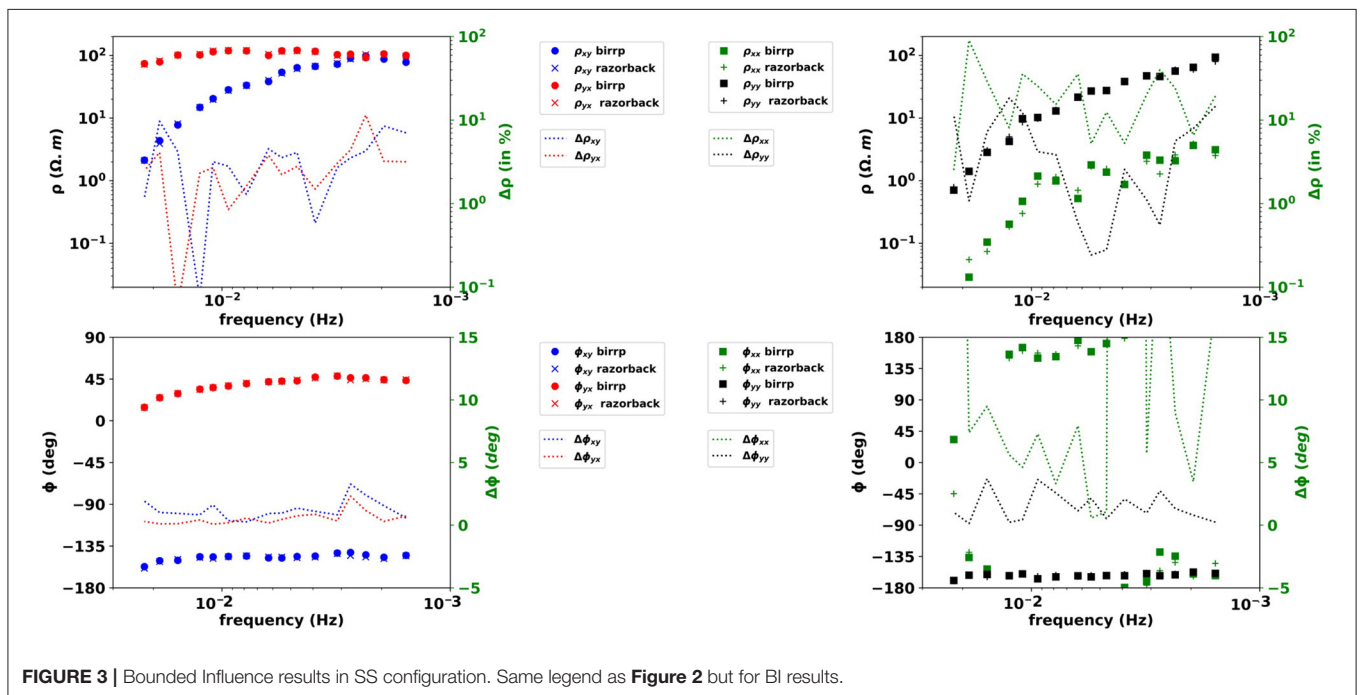 10²
10¹
10⁰
10⁻¹
ρ (Ω. m)
10²
10¹
10⁰
10⁻¹
Δρ (in %)
10⁻²
10⁻³
frequency (Hz)
ρxy birrp
ρxy razorback
ρyx birrp
ρyx razorback
Δρxy
Δρyx
ρxx birrp
ρxx razorback
ρyy birrp
ρyy razorback
Δρxx
Δρyy
10²
10¹
10⁰
10⁻¹
ρ (Ω. m)
10²
10¹
10⁰
10⁻¹
Δρ (in %)
10⁻²
10⁻³
frequency (Hz)
90
45
0
−45
−90
−135
−180
ϕ (deg)
15
10
5
0
−5
Δϕ (deg)
10⁻²
10⁻³
frequency (Hz)
ϕxy birrp
ϕxy razorback
ϕyx birrp
ϕyx razorback
Δϕxy
Δϕyx
ϕxx birrp
ϕxx razorback
ϕyy birrp
ϕyy razorback
Δϕxx
Δϕyy
180
135
90
45
0
−45
−90
−135
−180
ϕ (deg)
15
10
5
0
−5
Δϕ (deg)
10⁻²
10⁻³
frequency (Hz)
FIGURE 3 | Bounded Influence results in SS configuration. Same legend as Figure 2 but for BI results.